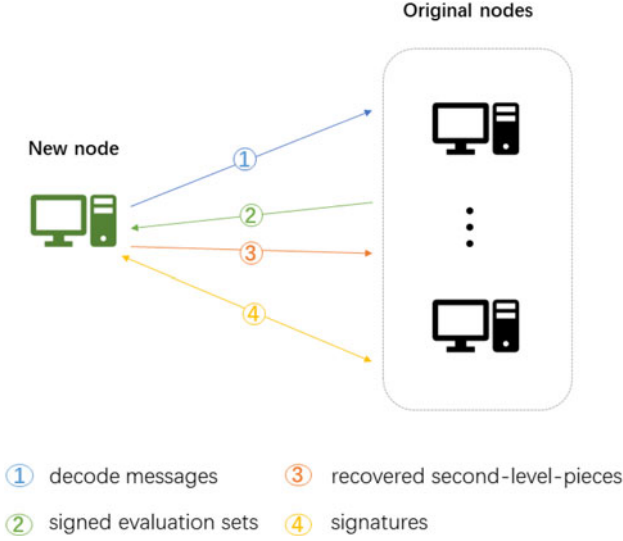 Original nodes
New node
①
②
③
④
① decode messages
③ recovered second-level-pieces
② signed evaluation sets
④ signatures